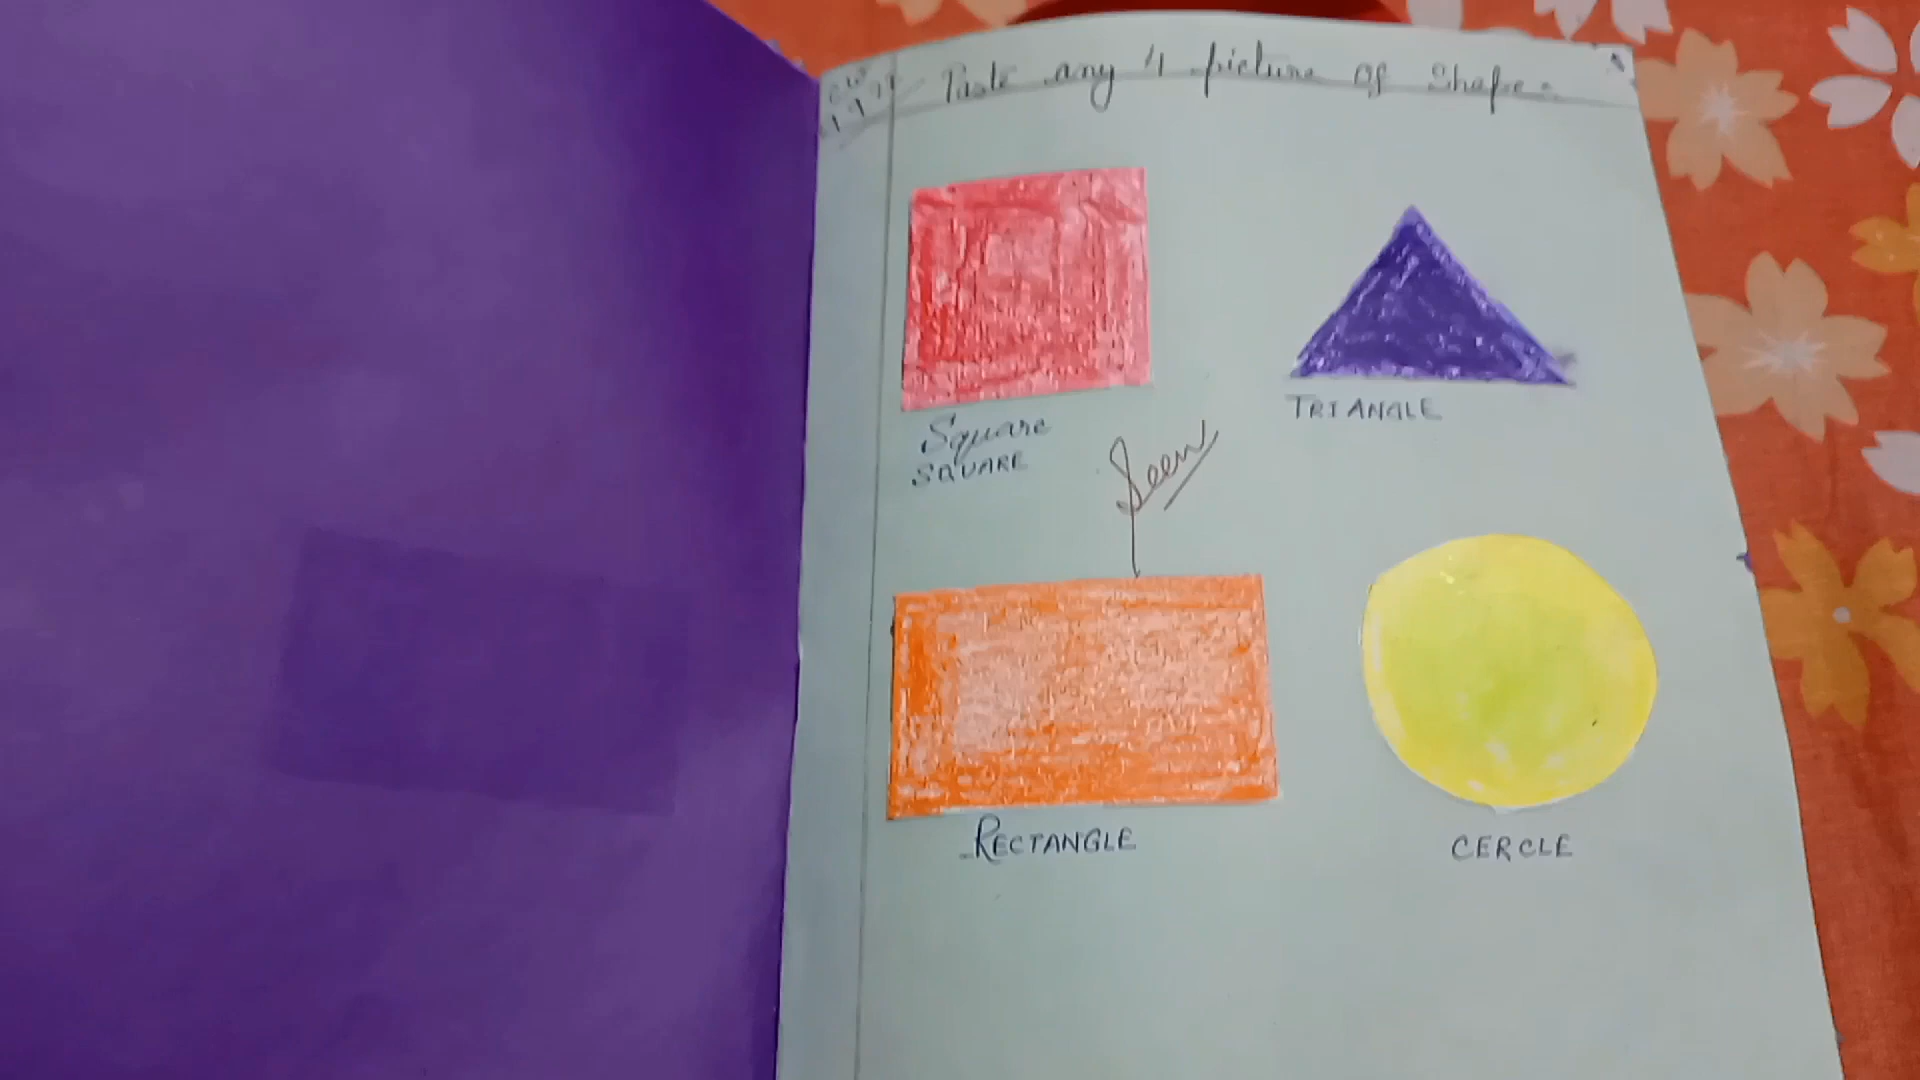 Paste any 4 picture of Shape.
Square
SQUARE
TRIANGLE
Seen
RECTANGLE
CERCLE